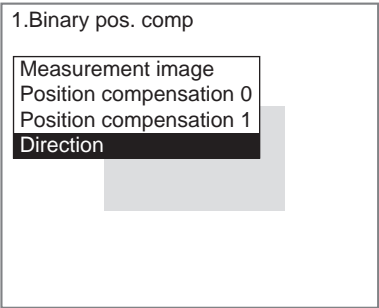 1.Binary pos. comp
Measurement image
Position compensation 0
Position compensation 1
Direction